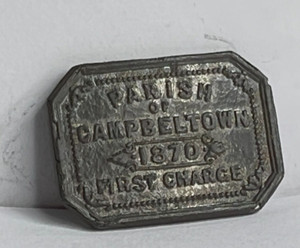 PARISH
OF
CAMPBELTOWN
1870
FIRST CHARGE